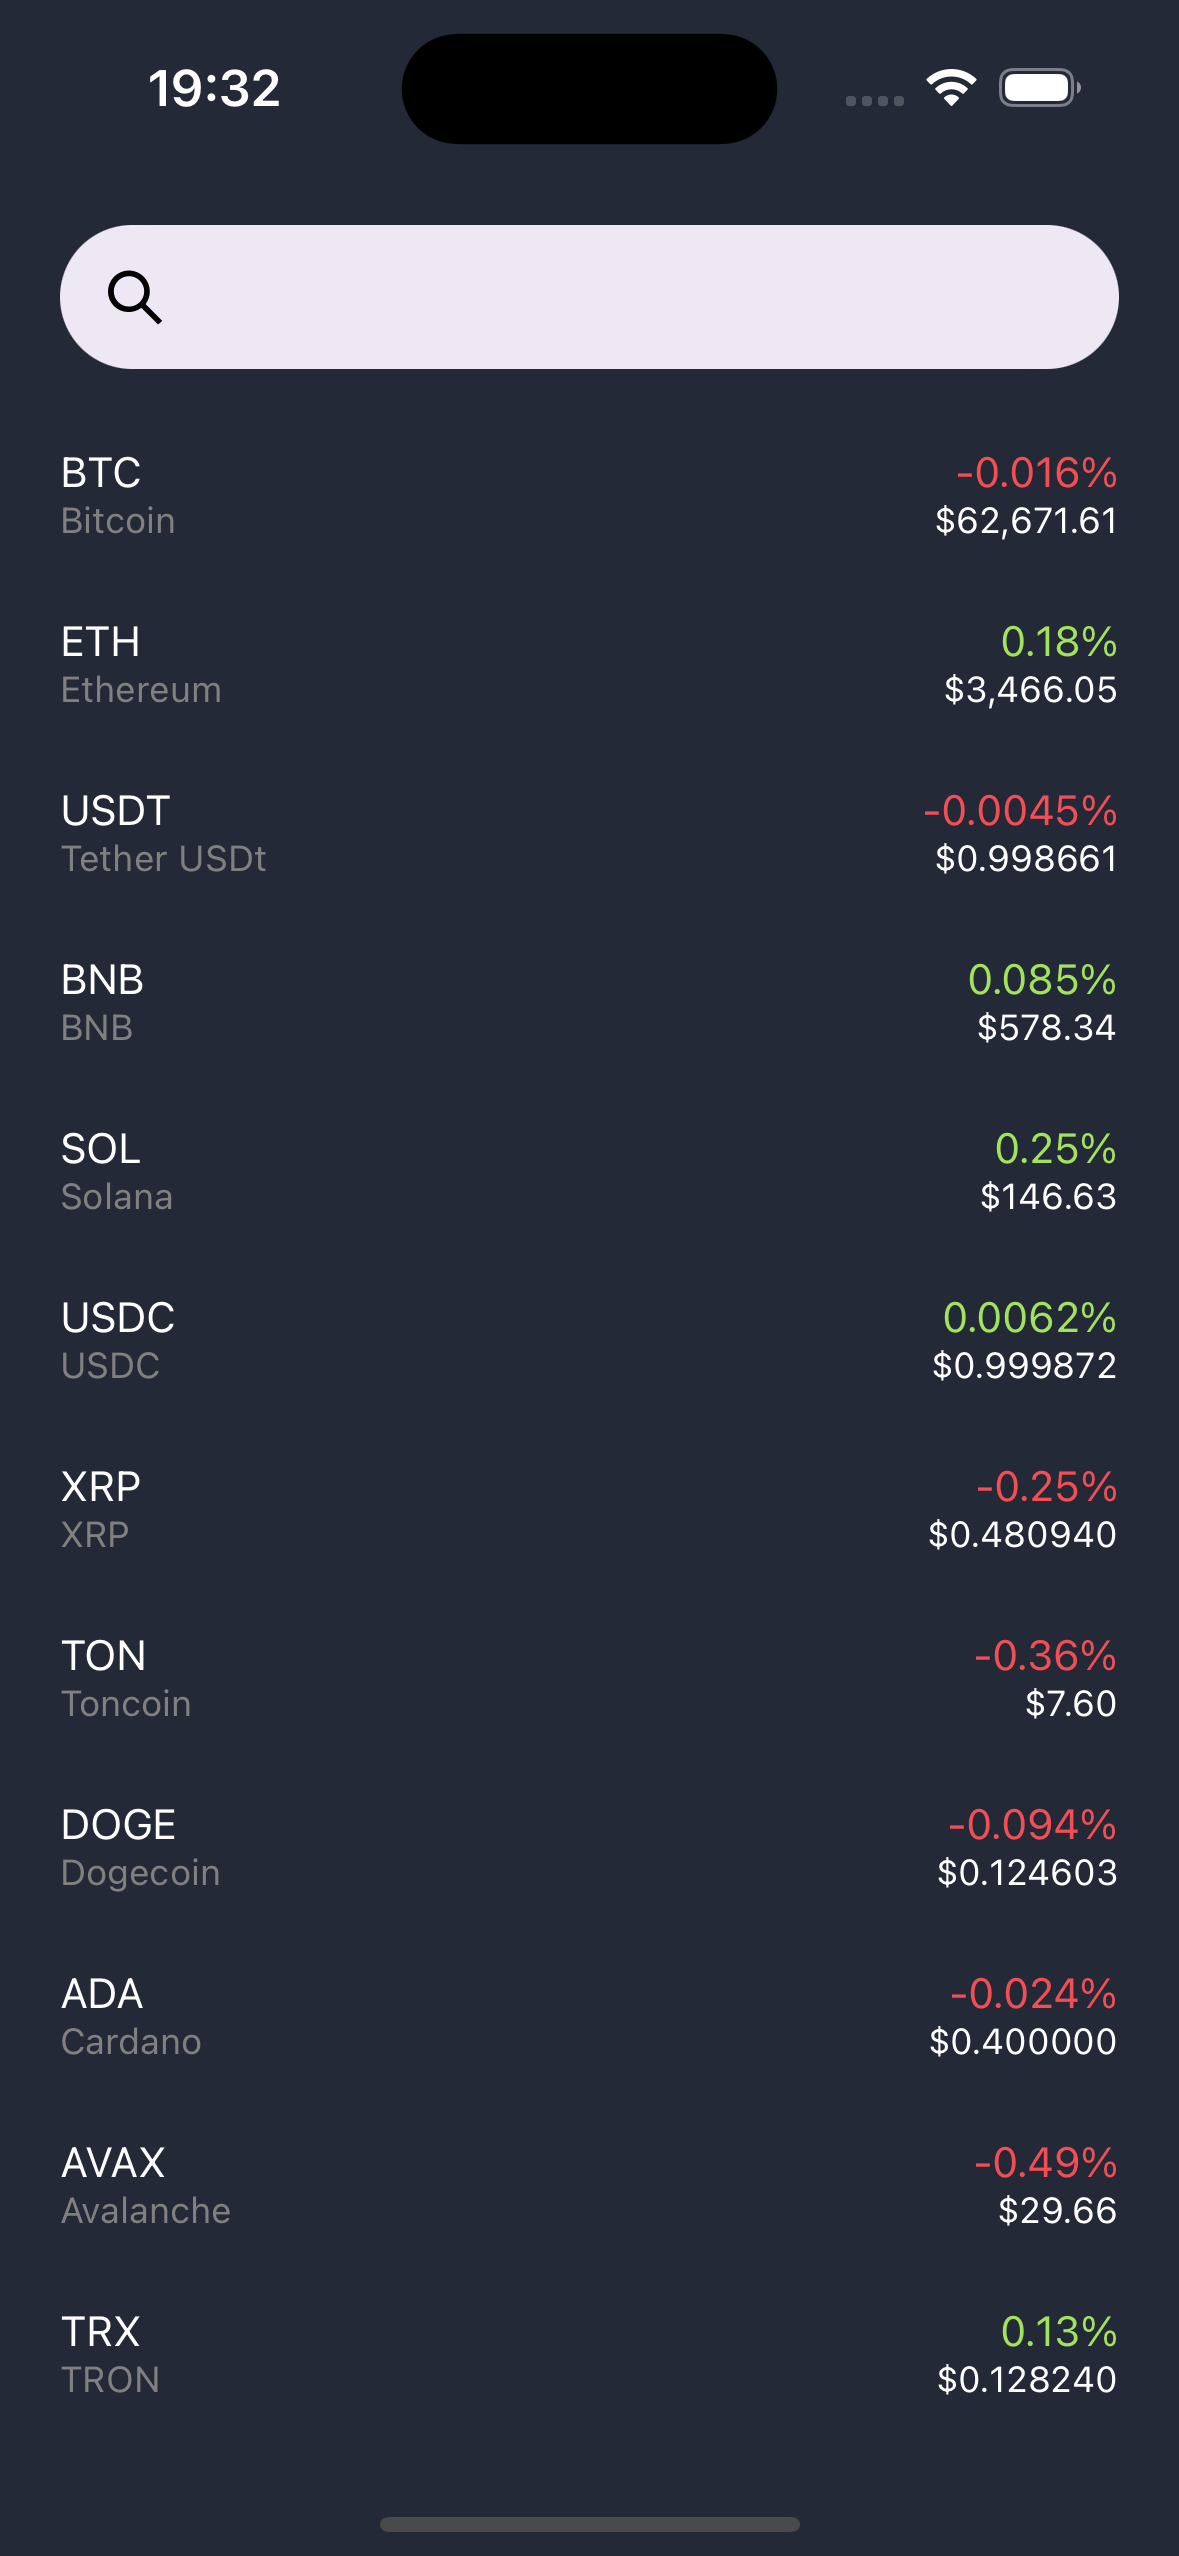 19:32
BTC -0.016%
Bitcoin $62,671.61
ETH 0.18%
Ethereum $3,466.05
USDT -0.0045%
Tether USDt $0.998661
BNB 0.085%
BNB $578.34
SOL 0.25%
Solana $146.63
USDC 0.0062%
USDC $0.999872
XRP -0.25%
XRP $0.480940
TON -0.36%
Toncoin $7.60
DOGE -0.094%
Dogecoin $0.124603
ADA -0.024%
Cardano $0.400000
AVAX -0.49%
Avalanche $29.66
TRX 0.13%
TRON $0.128240